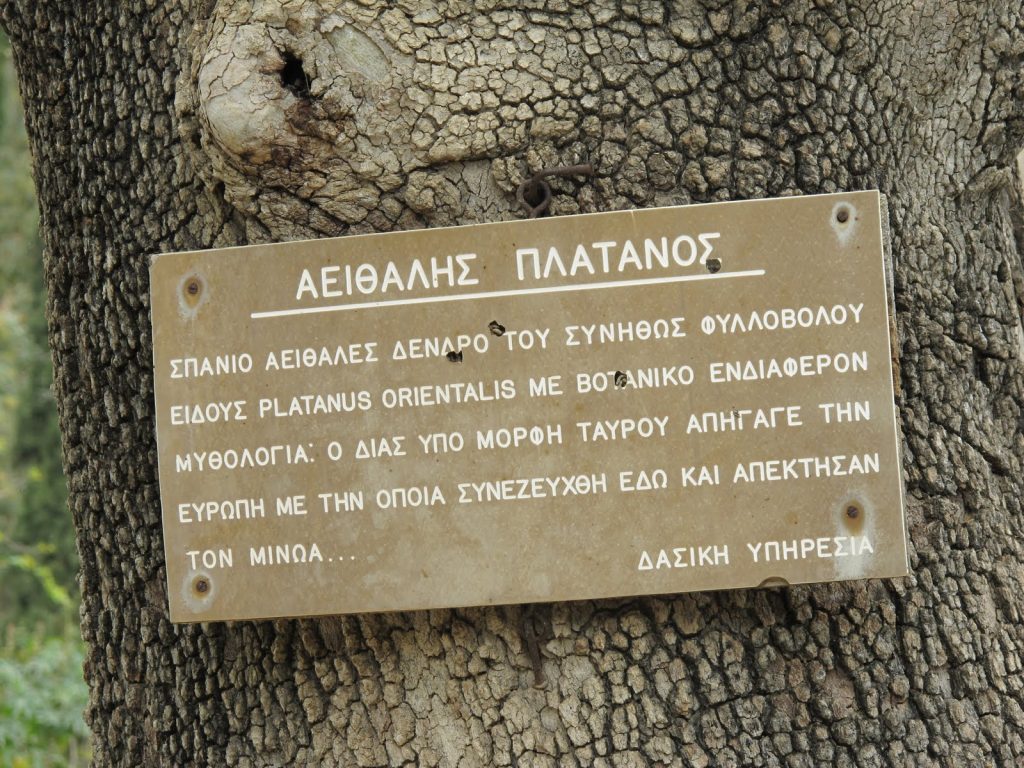 ΑΕΙΘΑΛΗΣ ΠΛΑΤΑΝΟΣ
ΣΠΑΝΙΟ ΑΕΙΘΑΛΕΣ ΔΕΝΔΡΟ ΤΟΥ ΣΥΝΗΘΩΣ ΦΥΛΛΟΒΟΛΟΥ
ΕΙΔΟΥΣ PLATANUS ORIENTALIS ΜΕ ΒΟΤΑΝΙΚΟ ΕΝΔΙΑΦΕΡΟΝ
ΜΥΘΟΛΟΓΙΑ: Ο ΔΙΑΣ ΥΠΟ ΜΟΡΦΗ ΤΑΥΡΟΥ ΑΠΗΓΑΓΕ ΤΗΝ
ΕΥΡΩΠΗ ΜΕ ΤΗΝ ΟΠΟΙΑ ΣΥΝΕΖΕΥΧΘΗ ΕΔΩ ΚΑΙ ΑΠΕΚΤΗΣΑΝ
ΤΟΝ ΜΙΝΩΑ...
ΔΑΣΙΚΗ ΥΠΗΡΕΣΙΑ